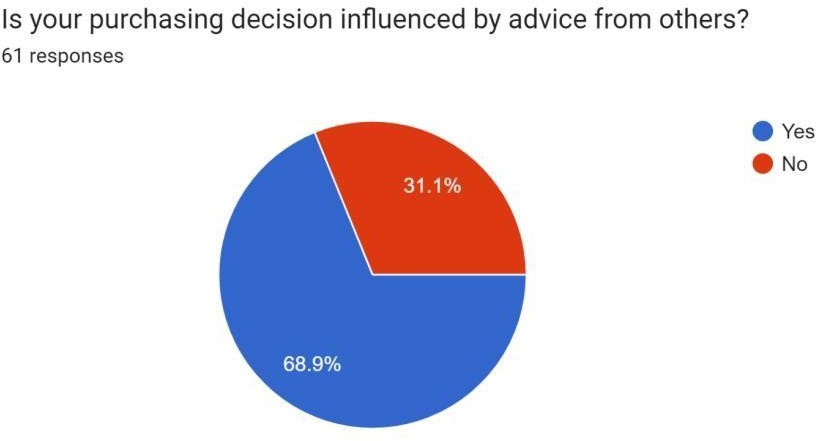 Is your purchasing decision influenced by advice from others?
61 responses
Yes
No
31.1%
68.9%